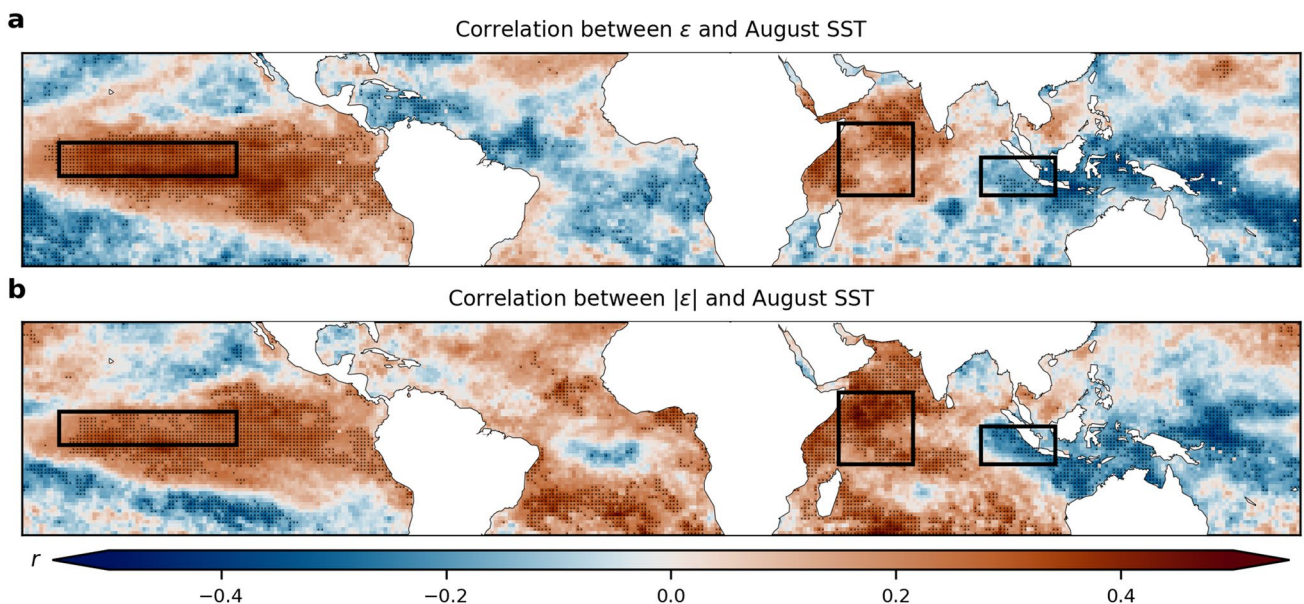 a
Correlation between ε and August SST
b
Correlation between |ε| and August SST
r
−0.4 −0.2 0.0 0.2 0.4